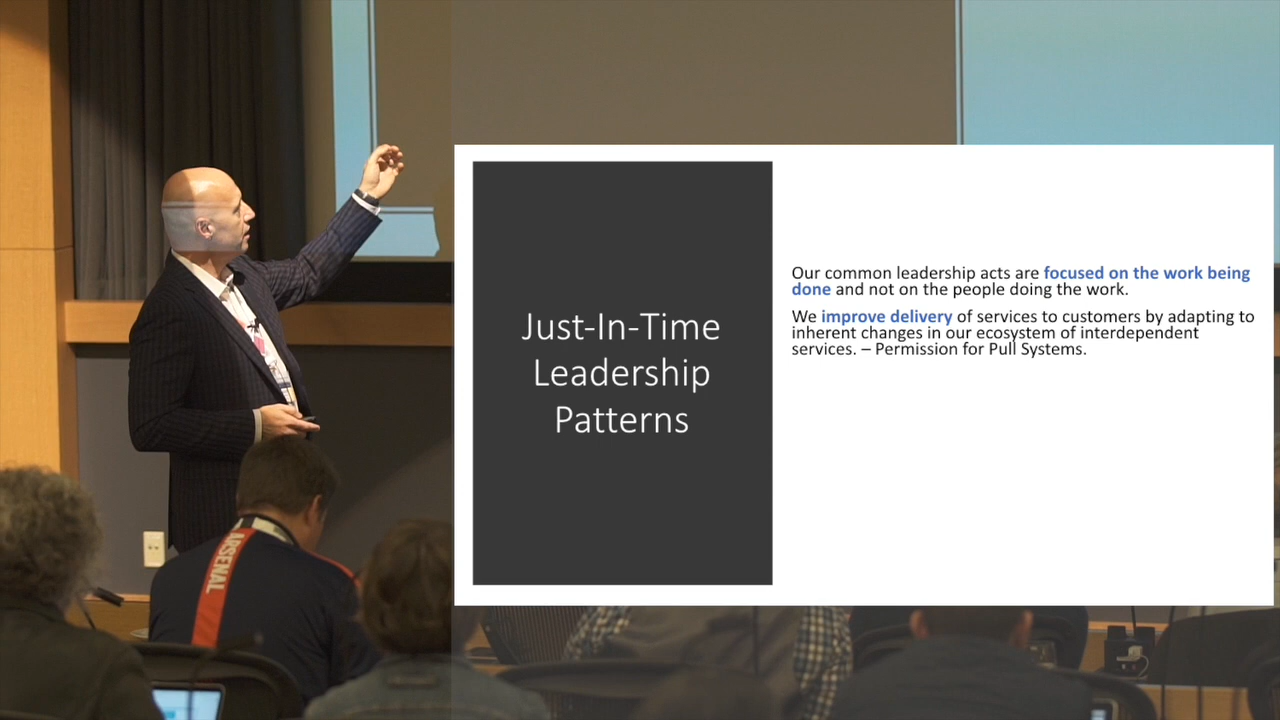 Just-In-Time
Leadership
Patterns
Our common leadership acts are focused on the work being
done and not on the people doing the work.
We improve delivery of services to customers by adapting to
inherent changes in our ecosystem of interdependent
services. – Permission for Pull Systems.
ARSENAL